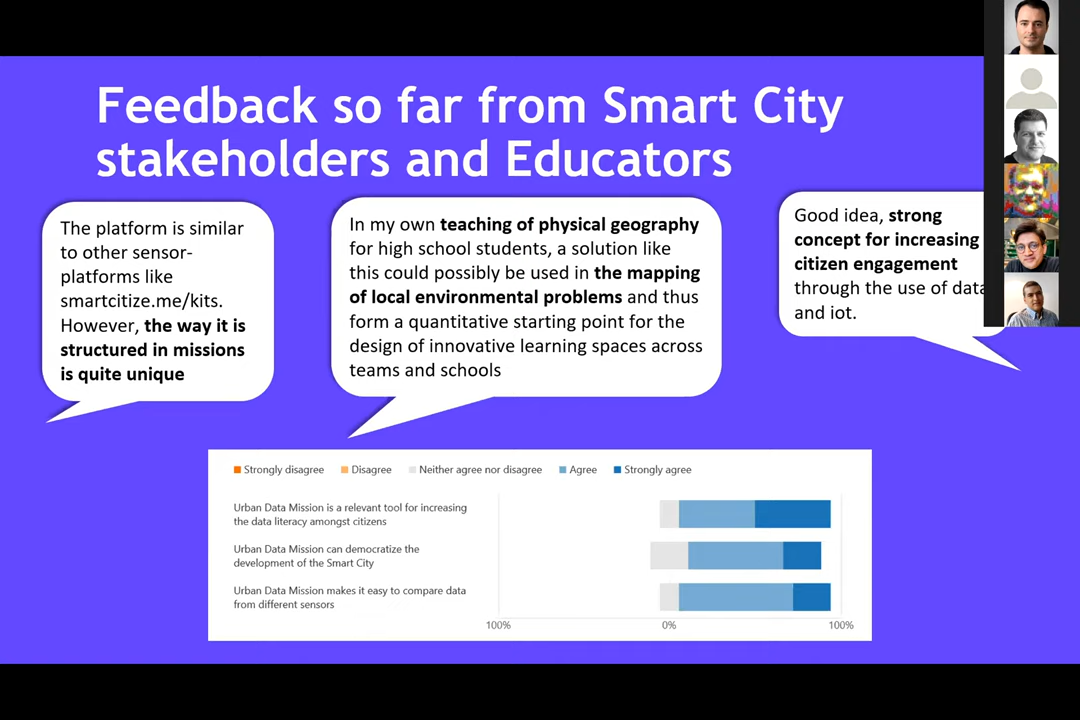 Feedback so far from Smart City
stakeholders and Educators
The platform is similar
to other sensor-
platforms like
smartcitize.me/kits.
However, the way it is
structured in missions
is quite unique
In my own teaching of physical geography
for high school students, a solution like
this could possibly be used in the mapping
of local environmental problems and thus
form a quantitative starting point for the
design of innovative learning spaces across
teams and schools
Good idea, strong
concept for increasing
citizen engagement
through the use of data
and iot.
Strongly disagree Disagree Neither agree nor disagree Agree Strongly agree
Urban Data Mission is a relevant tool for increasing
the data literacy amongst citizens
Urban Data Mission can democratize the
development of the Smart City
Urban Data Mission makes it easy to compare data
from different sensors
100% 0% 100%